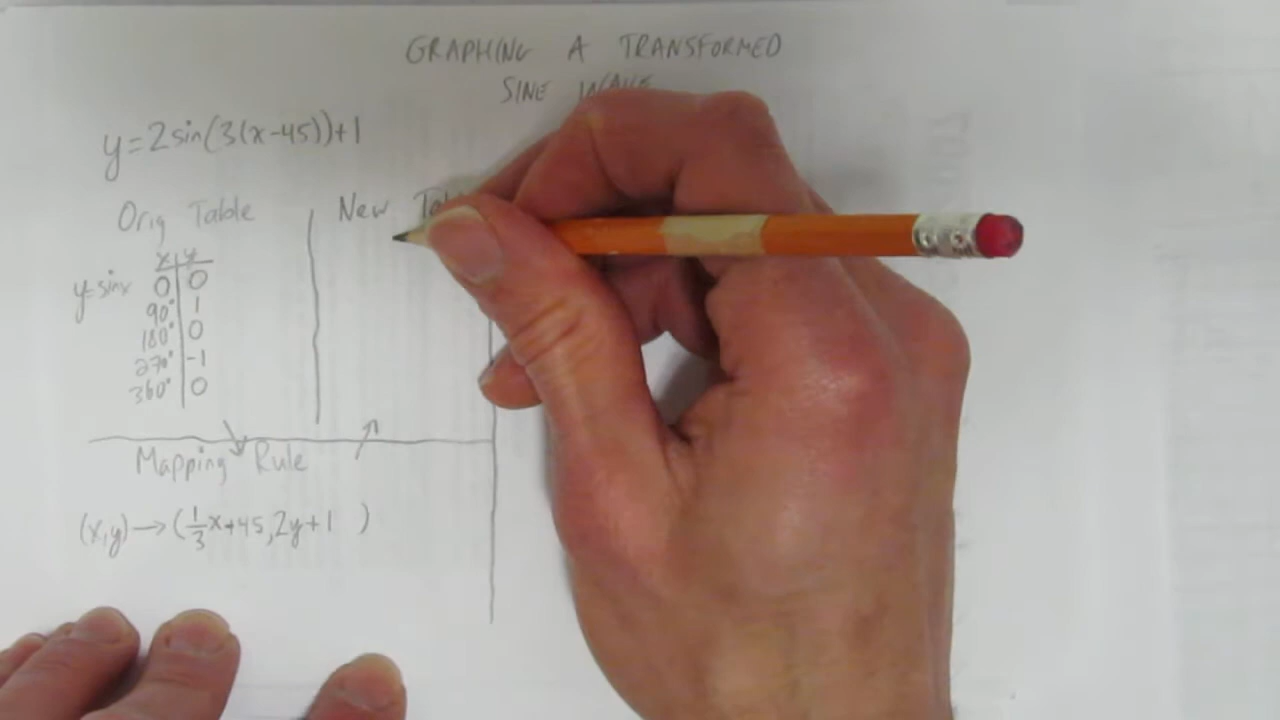 GRAPHING A TRANSFORMED
SINE WAVE
y=2sin(3(x-45))+1
Orig Table
New
y=sinx
x y
0 0
90° 1
180° 0
270° -1
360° 0
Mapping Rule
(x,y)→(1/3x+45,2y+1 )